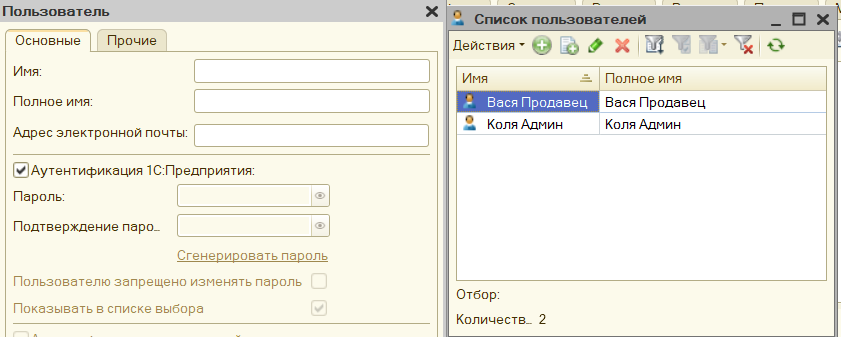 Пользователь
Основные
Прочие
Имя:
Полное имя:
Адрес электронной почты:
Аутентификация 1С:Предприятия:
Пароль:
Подтверждение паро...
Сгенерировать пароль
Пользователю запрещено изменять пароль
Показывать в списке выбора
Список пользователей
Действия
Имя Полное имя
Вася Продавец Вася Продавец
Коля Админ Коля Админ
Отбор:
Количеств... 2